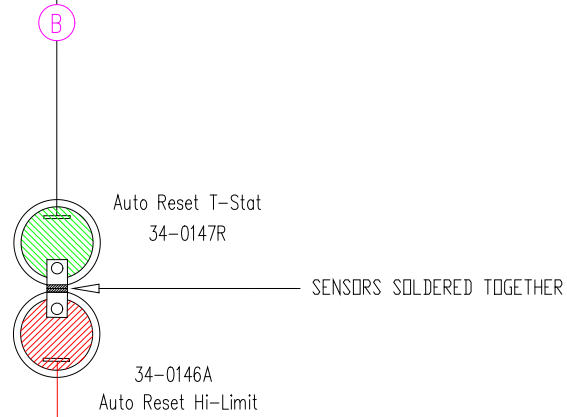 B
Auto Reset T-Stat
34-0147R
SENSORS SOLDERED TOGETHER
34-0146A
Auto Reset Hi-Limit